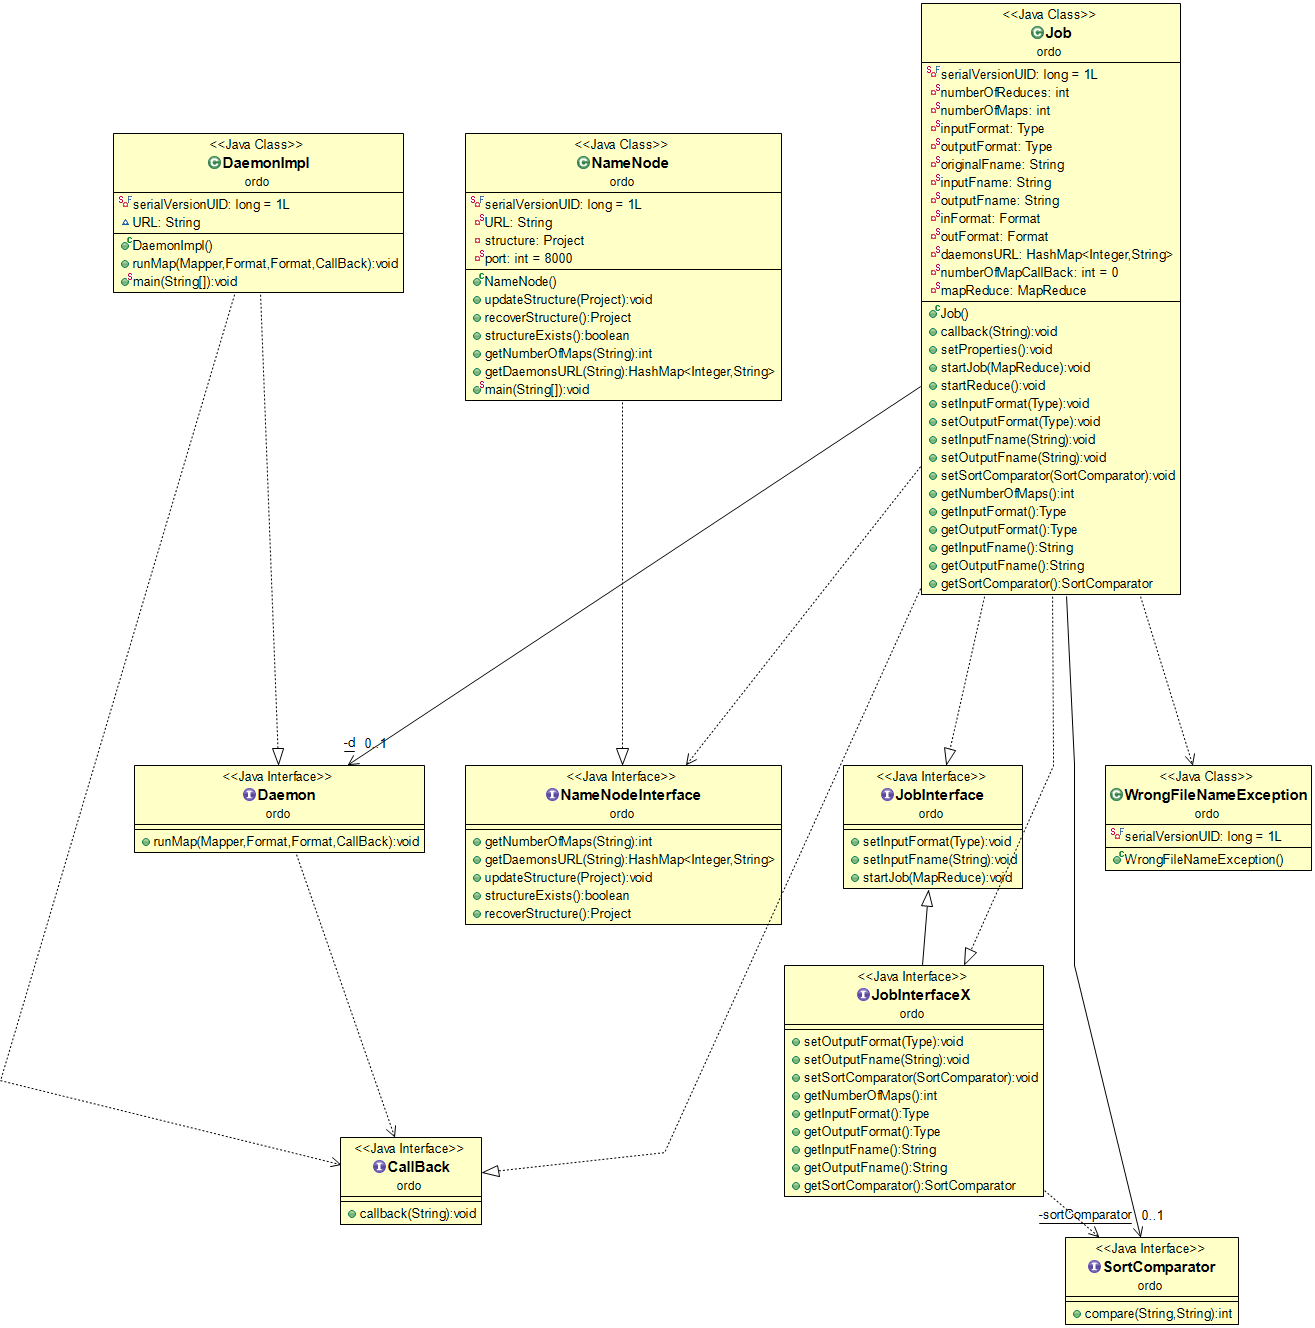 <<Java Class>>
Job
ordo
serialVersionUID: long = 1L
numberOfReduces: int
numberOfMaps: int
inputFormat: Type
outputFormat: Type
originalFname: String
inputFname: String
outputFname: String
inFormat: Format
outFormat: Format
daemonsURL: HashMap<Integer,String>
numberOfMapCallBack: int = 0
mapReduce: MapReduce
Job()
callback(String):void
setProperties():void
startJob(MapReduce):void
startReduce():void
setInputFormat(Type):void
setOutputFormat(Type):void
setInputFname(String):void
setOutputFname(String):void
setSortComparator(SortComparator):void
getNumberOfMaps():int
getInputFormat():Type
getOutputFormat():Type
getInputFname():String
getOutputFname():String
getSortComparator():SortComparator
<<Java Class>>
DaemonImpl
ordo
serialVersionUID: long = 1L
URL: String
DaemonImpl()
runMap(Mapper,Format,Format,CallBack):void
main(String[]):void
<<Java Class>>
NameNode
ordo
serialVersionUID: long = 1L
URL: String
structure: Project
port: int = 8000
NameNode()
updateStructure(Project):void
recoverStructure():Project
structureExists():boolean
getNumberOfMaps(String):int
getDaemonsURL(String):HashMap<Integer,String>
main(String[]):void
-d 0..1
<<Java Interface>>
Daemon
ordo
runMap(Mapper,Format,Format,CallBack):void
<<Java Interface>>
NameNodeInterface
ordo
getNumberOfMaps(String):int
getDaemonsURL(String):HashMap<Integer,String>
updateStructure(Project):void
structureExists():boolean
recoverStructure():Project
<<Java Interface>>
JobInterface
ordo
setInputFormat(Type):void
setInputFname(String):void
startJob(MapReduce):void
<<Java Class>>
WrongFileNameException
ordo
serialVersionUID: long = 1L
WrongFileNameException()
<<Java Interface>>
JobInterfaceX
ordo
setOutputFormat(Type):void
setOutputFname(String):void
setSortComparator(SortComparator):void
getNumberOfMaps():int
getInputFormat():Type
getOutputFormat():Type
getInputFname():String
getOutputFname():String
getSortComparator():SortComparator
<<Java Interface>>
CallBack
ordo
callback(String):void
-sortComparator 0..1
<<Java Interface>>
SortComparator
ordo
compare(String,String):int